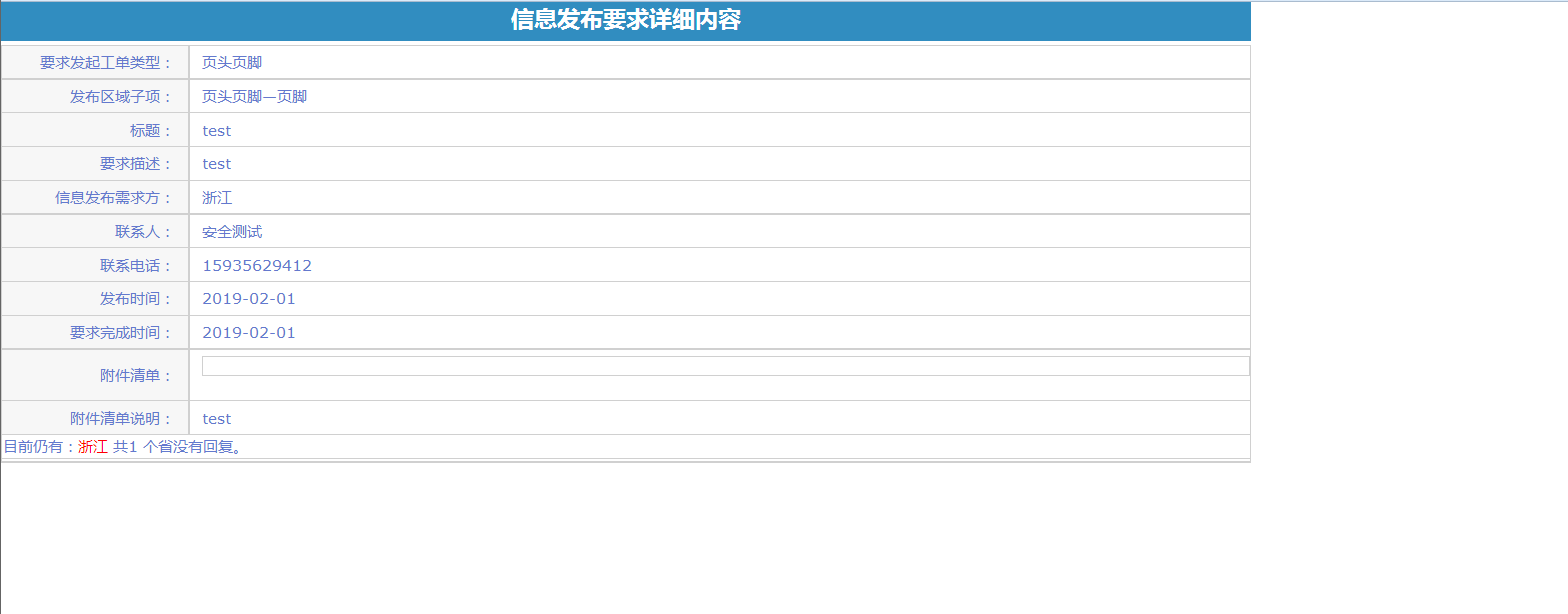 信息发布要求详细内容
要求发起工单类型： 页头页脚
发布区域子项： 页头页脚—页脚
标题： test
要求描述： test
信息发布需求方： 浙江
联系人： 安全测试
联系电话： 15935629412
发布时间： 2019-02-01
要求完成时间： 2019-02-01
附件清单：
附件清单说明： test
目前仍有：浙江 共1 个省没有回复。